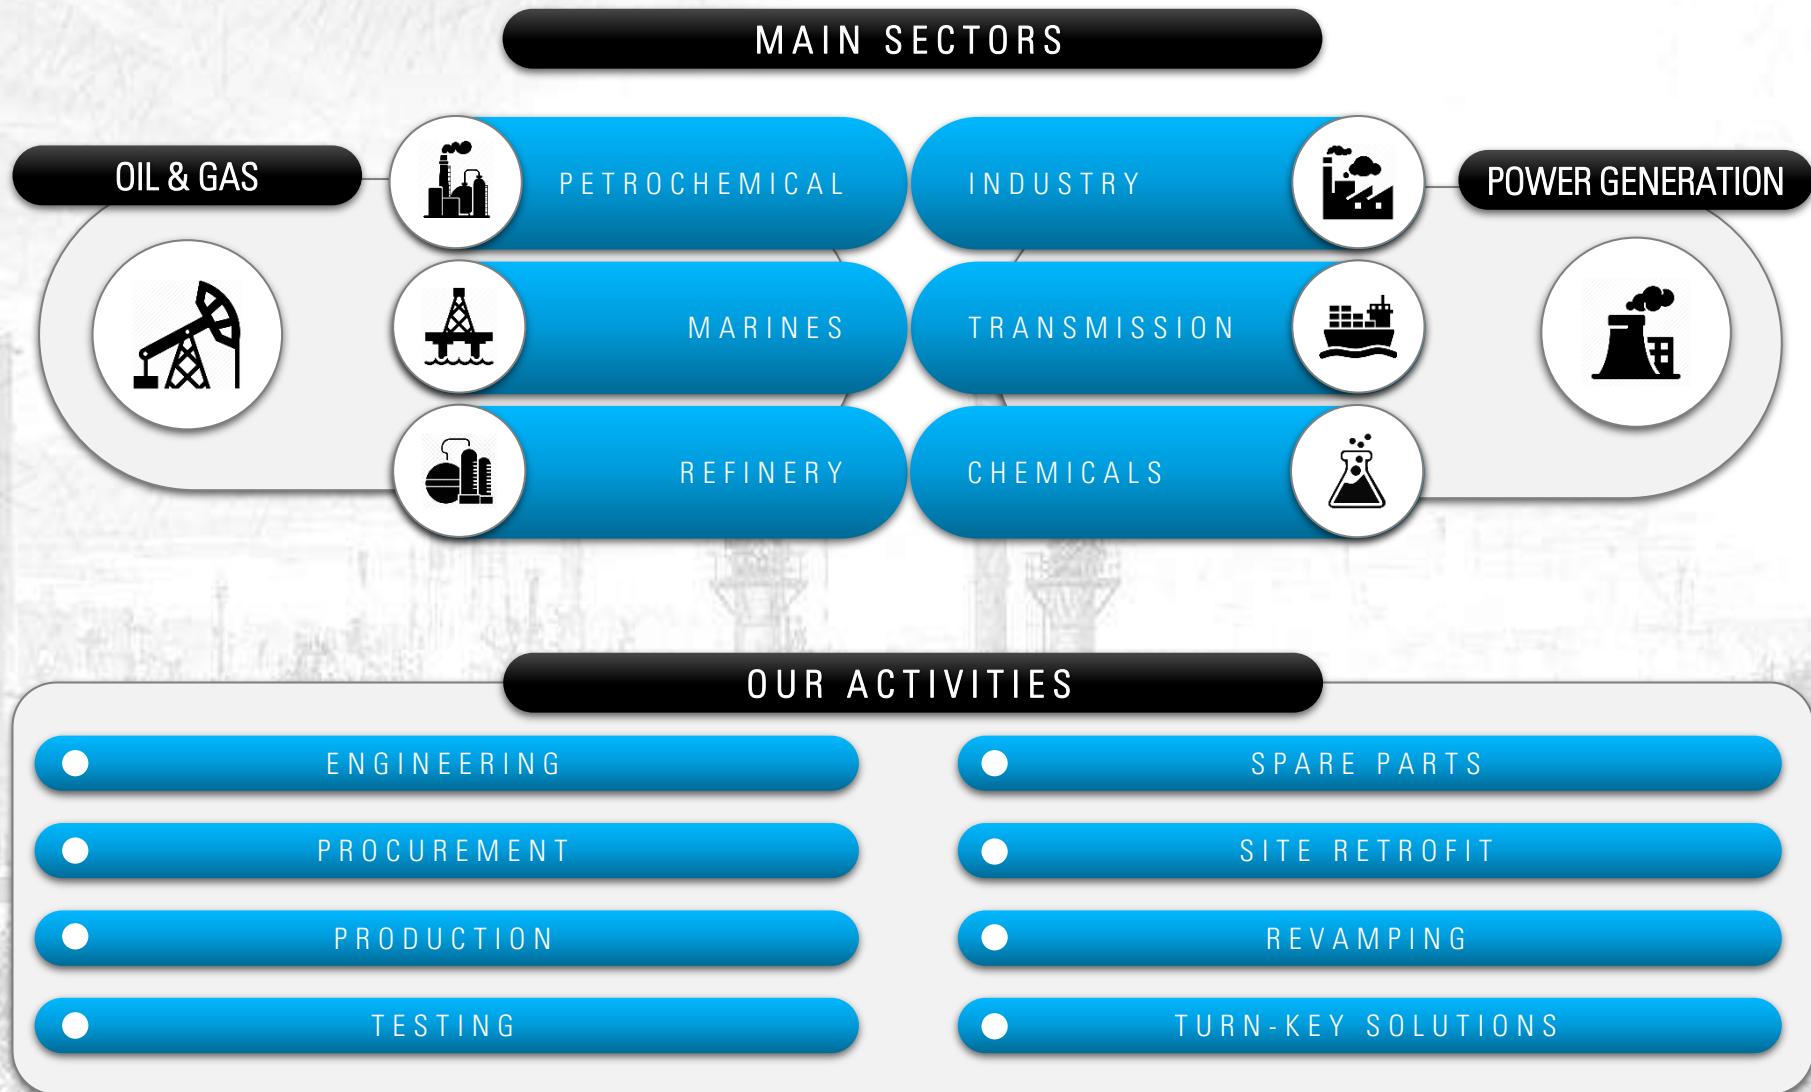 MAIN SECTORS
OIL & GAS
PETROCHEMICAL
MARINES
REFINERY
INDUSTRY
TRANSMISSION
CHEMICALS
POWER GENERATION
OUR ACTIVITIES
ENGINEERING
PROCUREMENT
PRODUCTION
TESTING
SPARE PARTS
SITE RETROFIT
REVAMPING
TURN-KEY SOLUTIONS